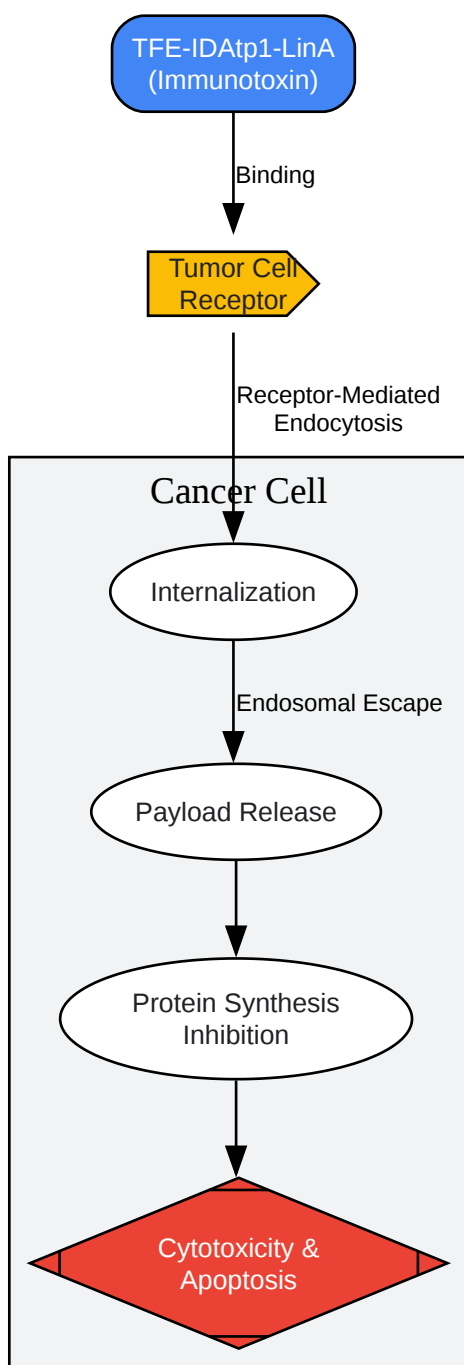 TFE-IDAtp1-LinA
(Immunotoxin)
Binding
Tumor Cell
Receptor
Receptor-Mediated
Endocytosis
Cancer Cell
Internalization
Endosomal Escape
Payload Release
Protein Synthesis
Inhibition
Cytotoxicity &
Apoptosis